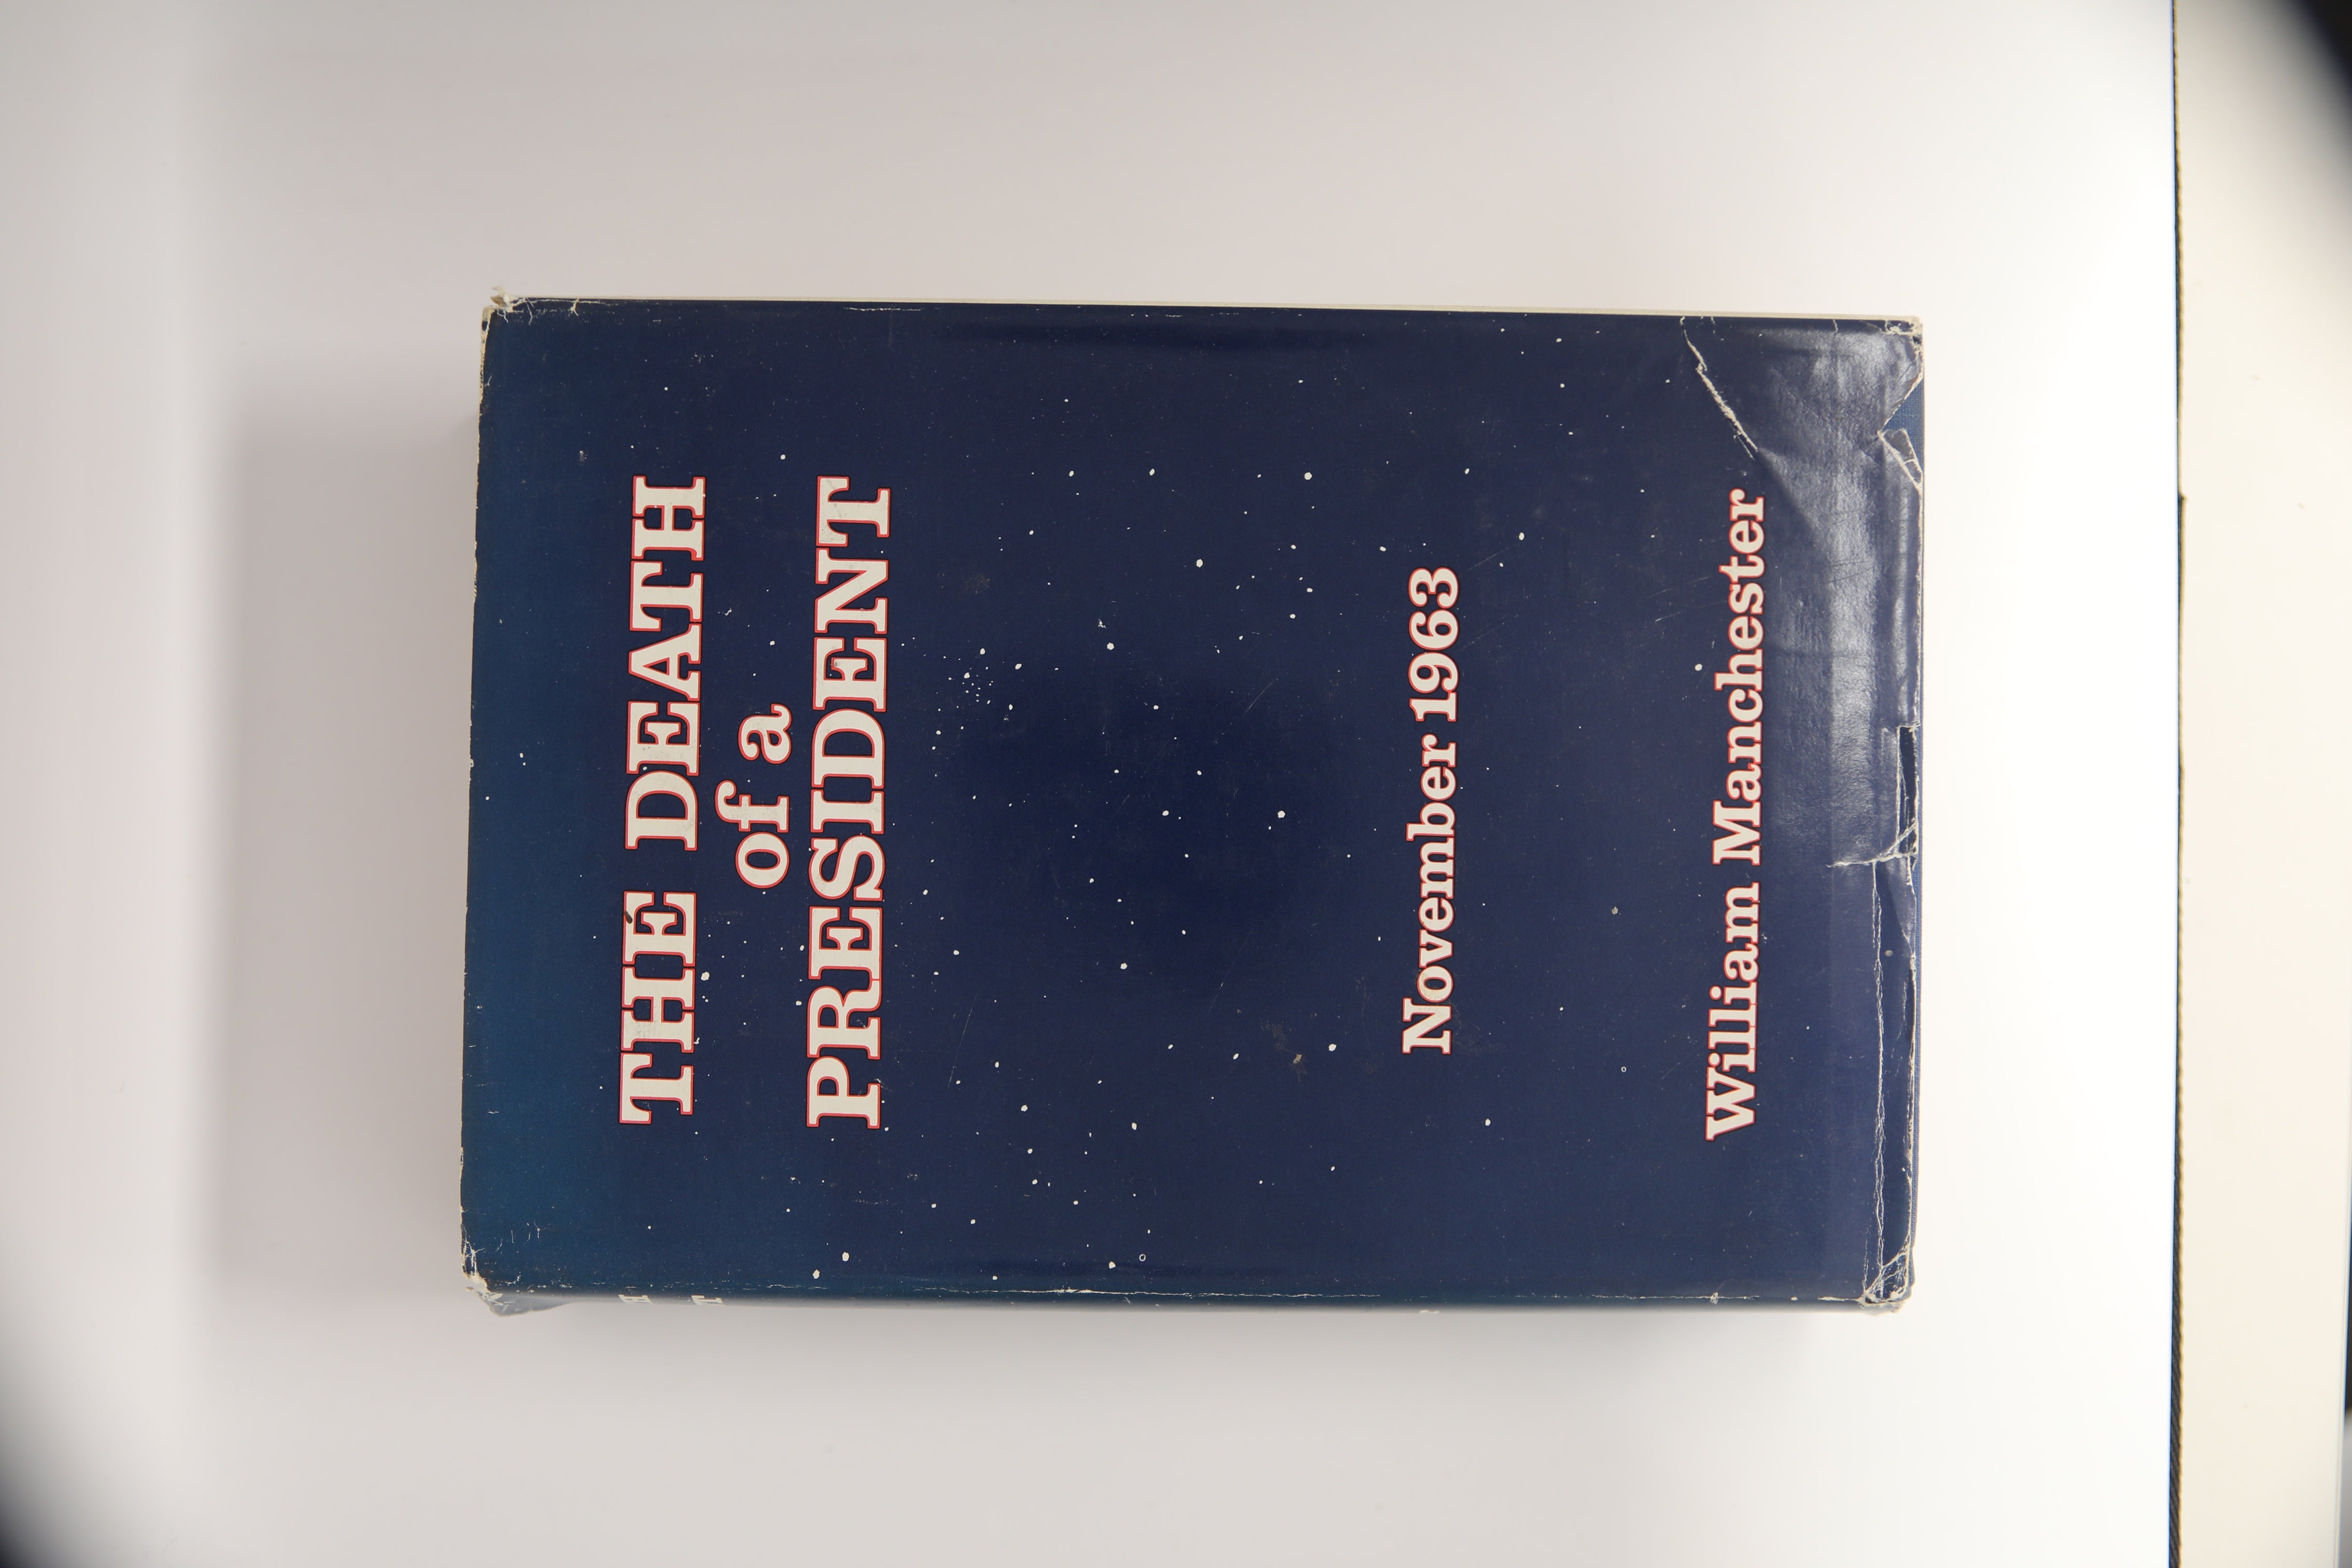 THE DEATH
of a
PRESIDENT
November 1963
William Manchester